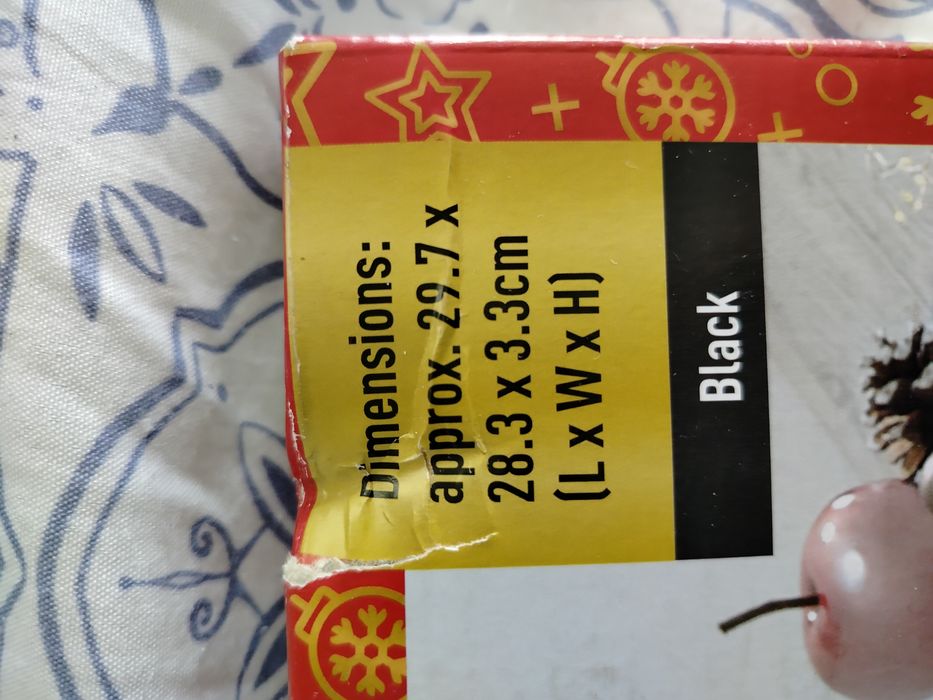 Dimensions:
approx. 29.7 x
28.3 x 3.3cm
(L x W x H)
Black